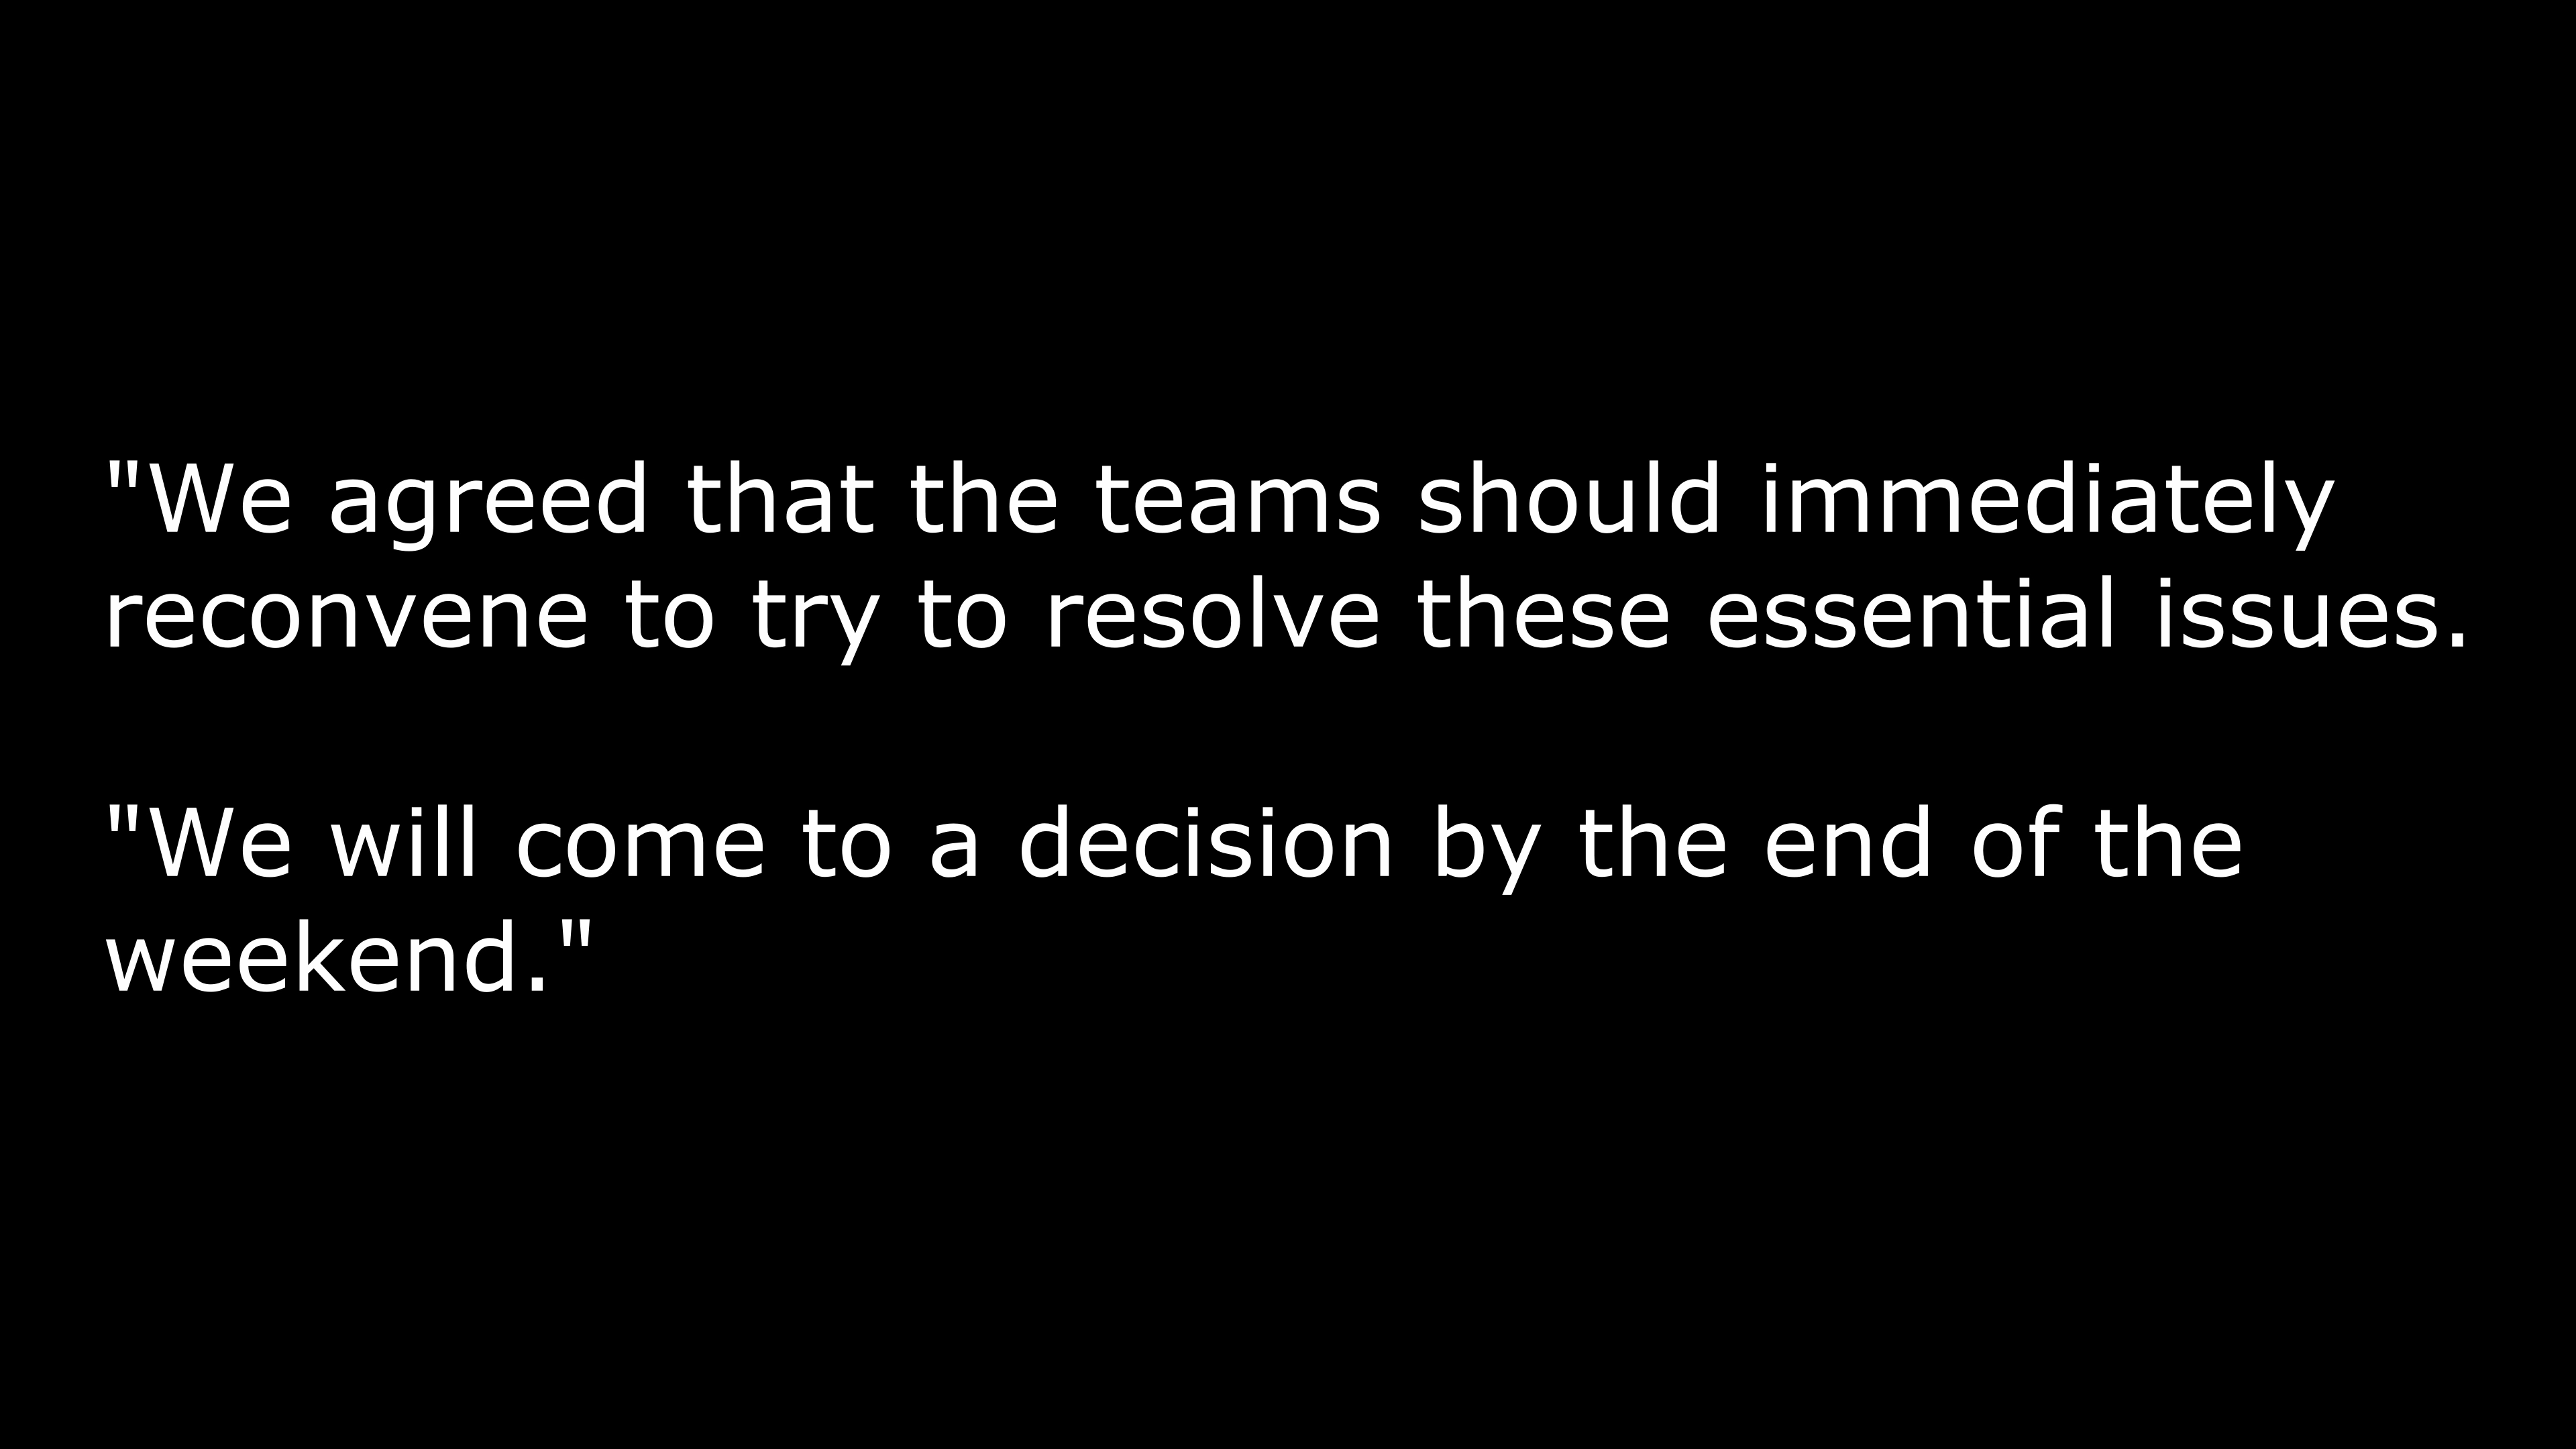 "We agreed that the teams should immediately
reconvene to try to resolve these essential issues.
"We will come to a decision by the end of the
weekend."